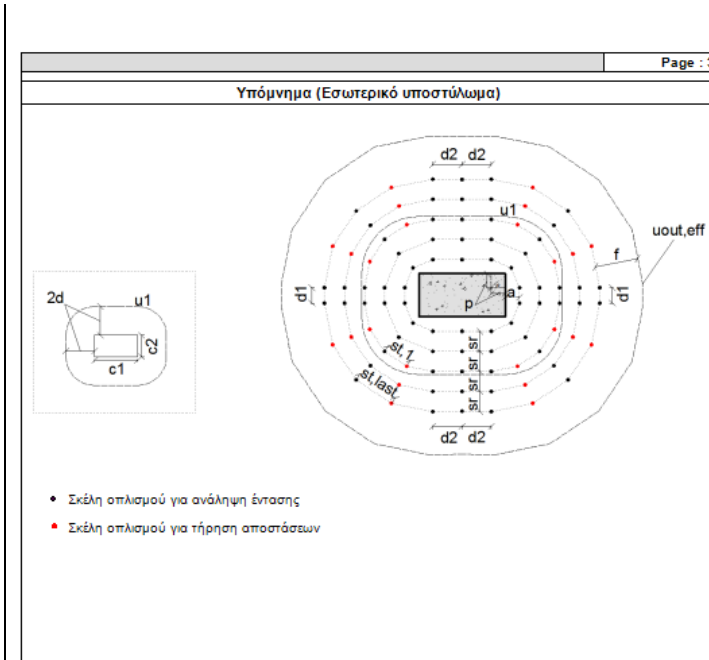 Page : 3
Υπόμνημα (Εσωτερικό υποστύλωμα)
d2 d2
u1
uout,eff
f
d1
a
p
d1
2d
u1
c2
c1
st,1
st,last
sr
sr
sr
sr
d2 d2
• Σκέλη οπλισμού για ανάληψη έντασης
• Σκέλη οπλισμού για τήρηση αποστάσεων